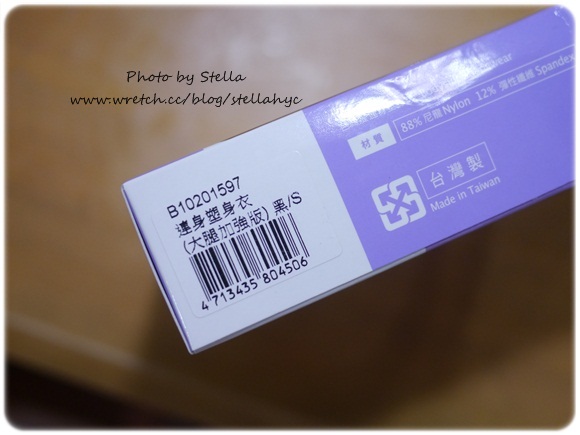 Photo by Stella
www.wretch.cc/blog/stellahyc
B10201597
連身塑身衣
(大腿加強版) 黑/S
4 713435 804506
wear
材質
88% 尼龍 Nylon 12% 彈性纖維 Spandex
台灣製
Made in Taiwan